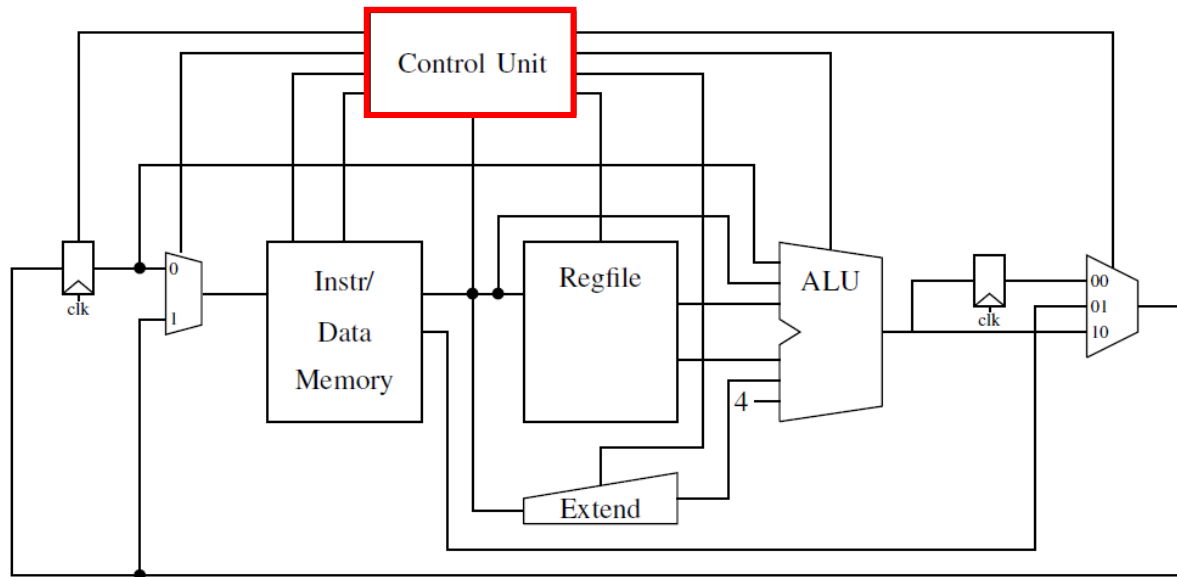 Control Unit
0
1
clk
Instr/
Data
Memory
Regfile
ALU
4
Extend
clk
00
01
10